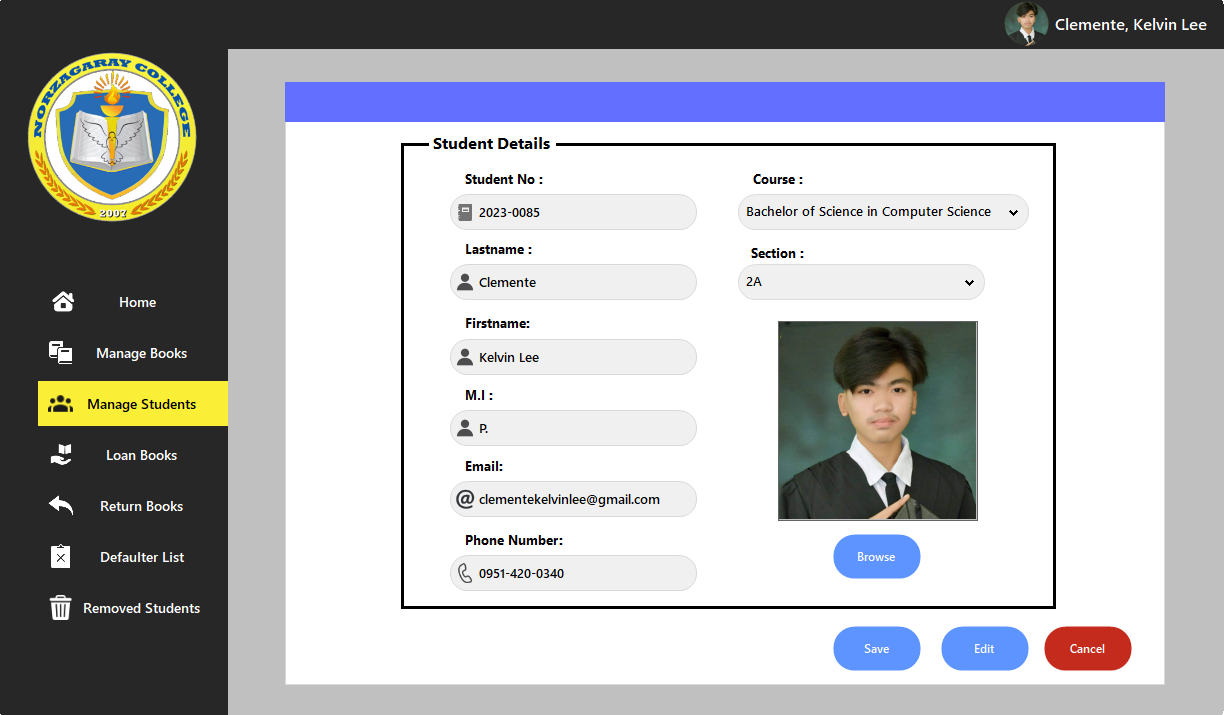 Clemente, Kelvin Lee
NORZAGARAY COLLEGE
2007
Home
Manage Books
Manage Students
Loan Books
Return Books
Defaulter List
Removed Students
Student Details
Student No :
2023-0085
Lastname :
Clemente
Firstname:
Kelvin Lee
M.I :
P.
Email:
@ clementekelvinlee@gmail.com
Phone Number:
0951-420-0340
Course :
Bachelor of Science in Computer Science
Section :
2A
Browse
Save
Edit
Cancel